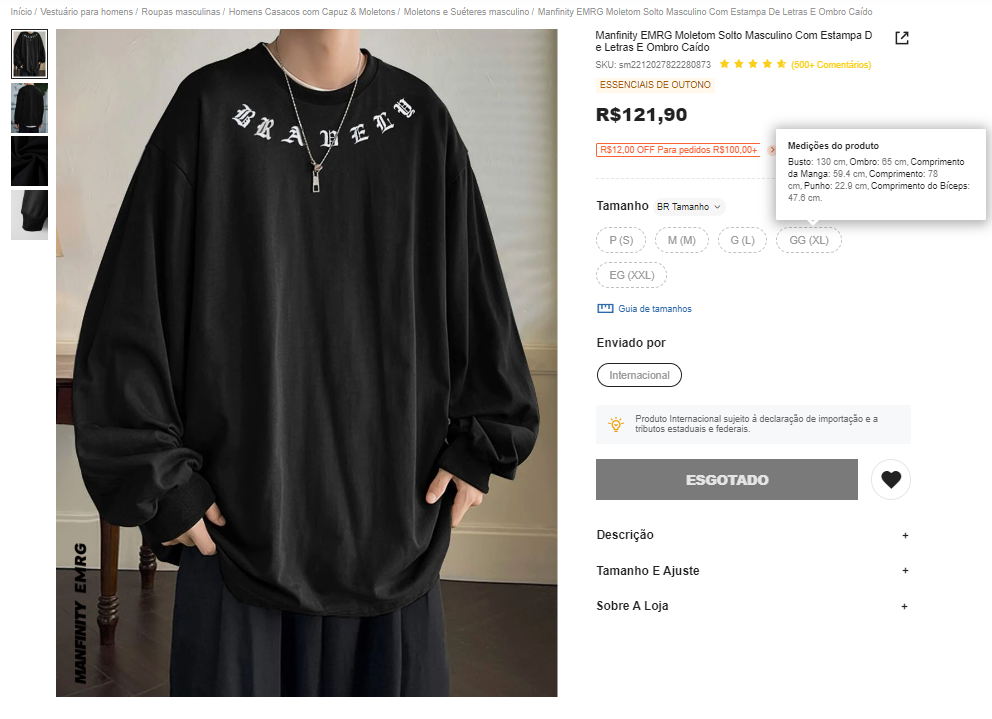 Início / Vestuário para homens / Roupas masculinas / Homens Casacos com Capuz & Moletons / Moletons e Suéteres masculino / Manfinity EMRG Moletom Solto Masculino Com Estampa De Letras E Ombro Caído
BRAVELY
MANFINITY EMRG
Manfinity EMRG Moletom Solto Masculino Com Estampa D
e Letras E Ombro Caído
SKU: sm2212027822280873 (500+ Comentários)
ESSENCIAIS DE OUTONO
R$121,90
R$12,00 OFF Para pedidos R$100,00+
Medições do produto
Busto: 130 cm, Ombro: 65 cm, Comprimento
da Manga: 59.4 cm, Comprimento: 78
cm, Punho: 22.9 cm, Comprimento do Bíceps:
47.6 cm.
Tamanho BR Tamanho
P (S) M (M) G (L) GG (XL)
EG (XXL)
Guia de tamanhos
Enviado por
Internacional
Produto Internacional sujeito á declaração de importação e a
tributos estaduais e federais.
ESGOTADO
Descrição +
Tamanho E Ajuste +
Sobre A Loja +